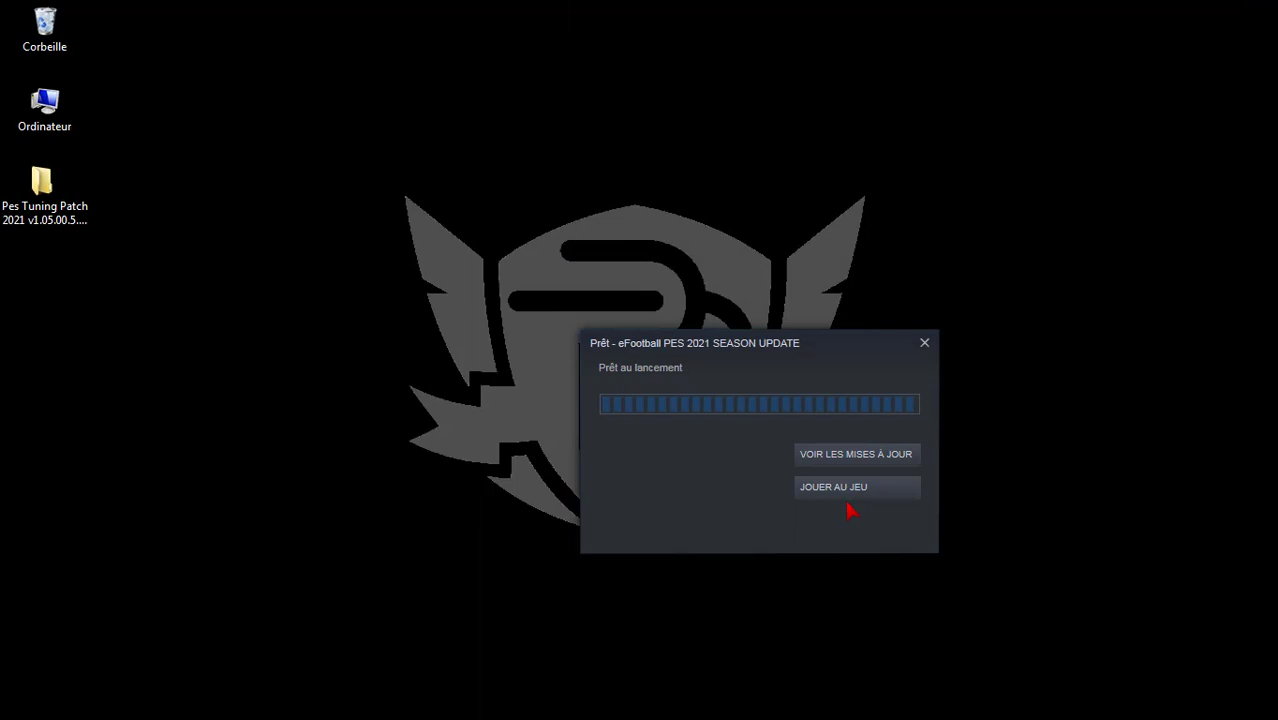 Corbeille
Ordinateur
Pes Tuning Patch
2021 v1.05.00.5....
Prêt - eFootball PES 2021 SEASON UPDATE
Prêt au lancement
VOIR LES MISES À JOUR
JOUER AU JEU